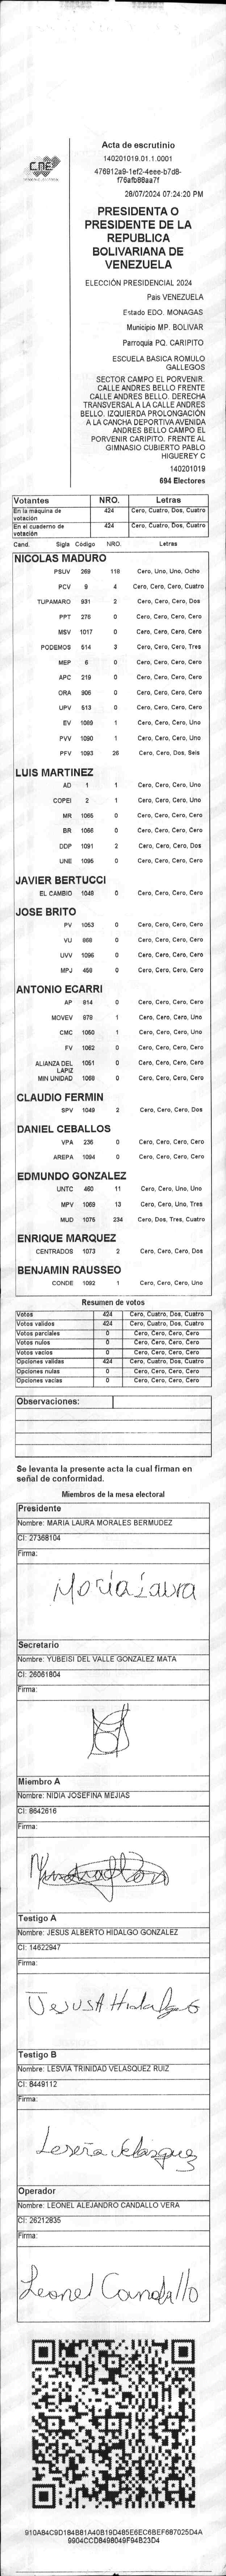 CNE
Acta de escrutinio
140201019.01.1.0001
476912a9-1ef2-4eee-b7d8-
f76afb88aa7f
28/07/2024 07:24:20 PM
PRESIDENTA O
PRESIDENTE DE LA
REPUBLICA
BOLIVARIANA DE
VENEZUELA
ELECCIÓN PRESIDENCIAL 2024
País VENEZUELA
Estado EDO. MONAGAS
Municipio MP. BOLIVAR
Parroquia PQ. CARIPITO
ESCUELA BASICA ROMULO
GALLEGOS
SECTOR CAMPO EL PORVENIR.
CALLE ANDRES BELLO FRENTE
CALLE ANDRES BELLO. DERECHA
TRANSVERSAL A LA CALLE ANDRES
BELLO. IZQUIERDA PROLONGACIÓN
A LA CANCHA DEPORTIVA AVENIDA
ANDRES BELLO CAMPO EL
PORVENIR CARIPITO. FRENTE AL
GIMNASIO CUBIERTO PABLO
HIGUEREY C
140201019
694 Electores
Votantes NRO. Letras
En la máquina de votación 424 Cero, Cuatro, Dos, Cuatro
En el cuaderno de votación 424 Cero, Cuatro, Dos, Cuatro
Cand. Sigla Código NRO. Letras
NICOLAS MADURO
PSUV 269 118 Cero, Uno, Uno, Ocho
PCV 9 4 Cero, Cero, Cero, Cuatro
TUPAMARO 931 2 Cero, Cero, Cero, Dos
PPT 276 0 Cero, Cero, Cero, Cero
MSV 1017 0 Cero, Cero, Cero, Cero
PODEMOS 514 3 Cero, Cero, Cero, Tres
MEP 6 0 Cero, Cero, Cero, Cero
APC 219 0 Cero, Cero, Cero, Cero
ORA 906 0 Cero, Cero, Cero, Cero
UPV 513 0 Cero, Cero, Cero, Cero
EV 1089 1 Cero, Cero, Cero, Uno
PVV 1090 1 Cero, Cero, Cero, Uno
PFV 1093 26 Cero, Cero, Dos, Seis
LUIS MARTINEZ
AD 1 1 Cero, Cero, Cero, Uno
COPEI 2 1 Cero, Cero, Cero, Uno
MR 1065 0 Cero, Cero, Cero, Cero
BR 1066 0 Cero, Cero, Cero, Cero
DDP 1091 2 Cero, Cero, Cero, Dos
UNE 1095 0 Cero, Cero, Cero, Cero
JAVIER BERTUCCI
EL CAMBIO 1048 0 Cero, Cero, Cero, Cero
JOSE BRITO
PV 1053 0 Cero, Cero, Cero, Cero
VU 868 0 Cero, Cero, Cero, Cero
UVV 1096 0 Cero, Cero, Cero, Cero
MPJ 459 0 Cero, Cero, Cero, Cero
ANTONIO ECARRI
AP 814 0 Cero, Cero, Cero, Cero
MOVEV 978 1 Cero, Cero, Cero, Uno
CMC 1050 1 Cero, Cero, Cero, Uno
FV 1062 0 Cero, Cero, Cero, Cero
ALIANZA DEL LAPIZ 1051 0 Cero, Cero, Cero, Cero
MIN UNIDAD 1068 0 Cero, Cero, Cero, Cero
CLAUDIO FERMIN
SPV 1049 2 Cero, Cero, Cero, Dos
DANIEL CEBALLOS
VPA 236 0 Cero, Cero, Cero, Cero
AREPA 1094 0 Cero, Cero, Cero, Cero
EDMUNDO GONZALEZ
UNTC 460 11 Cero, Cero, Uno, Uno
MPV 1069 13 Cero, Cero, Uno, Tres
MUD 1075 234 Cero, Dos, Tres, Cuatro
ENRIQUE MARQUEZ
CENTRADOS 1073 2 Cero, Cero, Cero, Dos
BENJAMIN RAUSSEO
CONDE 1092 1 Cero, Cero, Cero, Uno
Resumen de votos
Votos 424 Cero, Cuatro, Dos, Cuatro
Votos validos 424 Cero, Cuatro, Dos, Cuatro
Votos parciales 0 Cero, Cero, Cero, Cero
Votos nulos 0 Cero, Cero, Cero, Cero
Votos vacios 0 Cero, Cero, Cero, Cero
Opciones validas 424 Cero, Cuatro, Dos, Cuatro
Opciones nulas 0 Cero, Cero, Cero, Cero
Opciones vacias 0 Cero, Cero, Cero, Cero
Observaciones:
Se levanta la presente acta la cual firman en
señal de conformidad.
Miembros de la mesa electoral
Presidente
Nombre: MARIA LAURA MORALES BERMUDEZ
CI: 27368104
Firma:
Maria Laura
Secretario
Nombre: YUBEISI DEL VALLE GONZALEZ MATA
CI: 26061804
Firma:
Miembro A
Nombre: NIDIA JOSEFINA MEJIAS
CI: 8642616
Firma:
Testigo A
Nombre: JESUS ALBERTO HIDALGO GONZALEZ
CI: 14622947
Firma:
Jesus A Hidalgo G
Testigo B
Nombre: LESVIA TRINIDAD VELASQUEZ RUIZ
CI: 8449112
Firma:
Operador
Nombre: LEONEL ALEJANDRO CANDALLO VERA
CI: 26212835
Firma:
Leonel Candallo
910A84C9D184B81A40B19D485E6EC6BEF687025D4A
9904CCD8498049F94B23D4